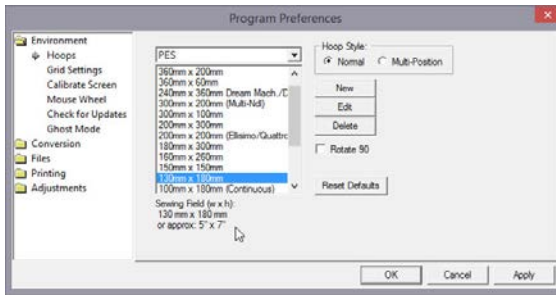 Program Preferences
Environment
Hoops
Grid Settings
Calibrate Screen
Mouse Wheel
Check for Updates
Ghost Mode
Conversion
Files
Printing
Adjustments
PES
360mm x 200mm
360mm x 60mm
240mm x 360mm Dream Mach./D
300mm x 200mm (Multi-Ndl)
300mm x 100mm
200mm x 300mm
200mm x 200mm (Ellisimo/Quattro
180mm x 300mm
160mm x 260mm
150mm x 150mm
130mm x 180mm
100mm x 180mm (Continuous)
Sewing Field (w x h):
130 mm x 180 mm
or approx: 5" x 7"
Hoop Style:
Normal Multi-Position
New
Edit
Delete
Rotate 90
Reset Defaults
OK Cancel Apply